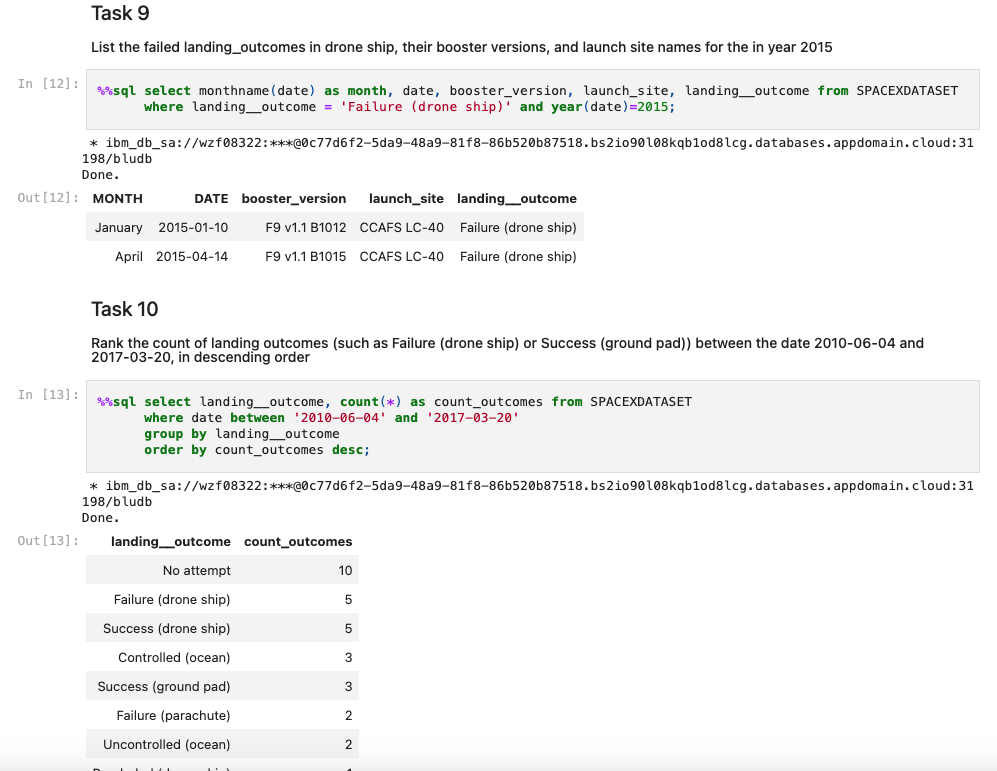 Task 9
List the failed landing_outcomes in drone ship, their booster versions, and launch site names for the in year 2015
In [12]: %%sql select monthname(date) as month, date, booster_version, launch_site, landing__outcome from SPACEXDATASET
where landing__outcome = 'Failure (drone ship)' and year(date)=2015;
* ibm_db_sa://wzf08322:***@0c77d6f2-5da9-48a9-81f8-86b520b87518.bs2io90l08kqb1od8lcg.databases.appdomain.cloud:31
198/bludb
Done.
Out[12]: MONTH DATE booster_version launch_site landing__outcome
January 2015-01-10 F9 v1.1 B1012 CCAFS LC-40 Failure (drone ship)
April 2015-04-14 F9 v1.1 B1015 CCAFS LC-40 Failure (drone ship)
Task 10
Rank the count of landing outcomes (such as Failure (drone ship) or Success (ground pad)) between the date 2010-06-04 and
2017-03-20, in descending order
In [13]: %%sql select landing__outcome, count(*) as count_outcomes from SPACEXDATASET
where date between '2010-06-04' and '2017-03-20'
group by landing__outcome
order by count_outcomes desc;
* ibm_db_sa://wzf08322:***@0c77d6f2-5da9-48a9-81f8-86b520b87518.bs2io90l08kqb1od8lcg.databases.appdomain.cloud:31
198/bludb
Done.
Out[13]: landing__outcome count_outcomes
No attempt 10
Failure (drone ship) 5
Success (drone ship) 5
Controlled (ocean) 3
Success (ground pad) 3
Failure (parachute) 2
Uncontrolled (ocean) 2